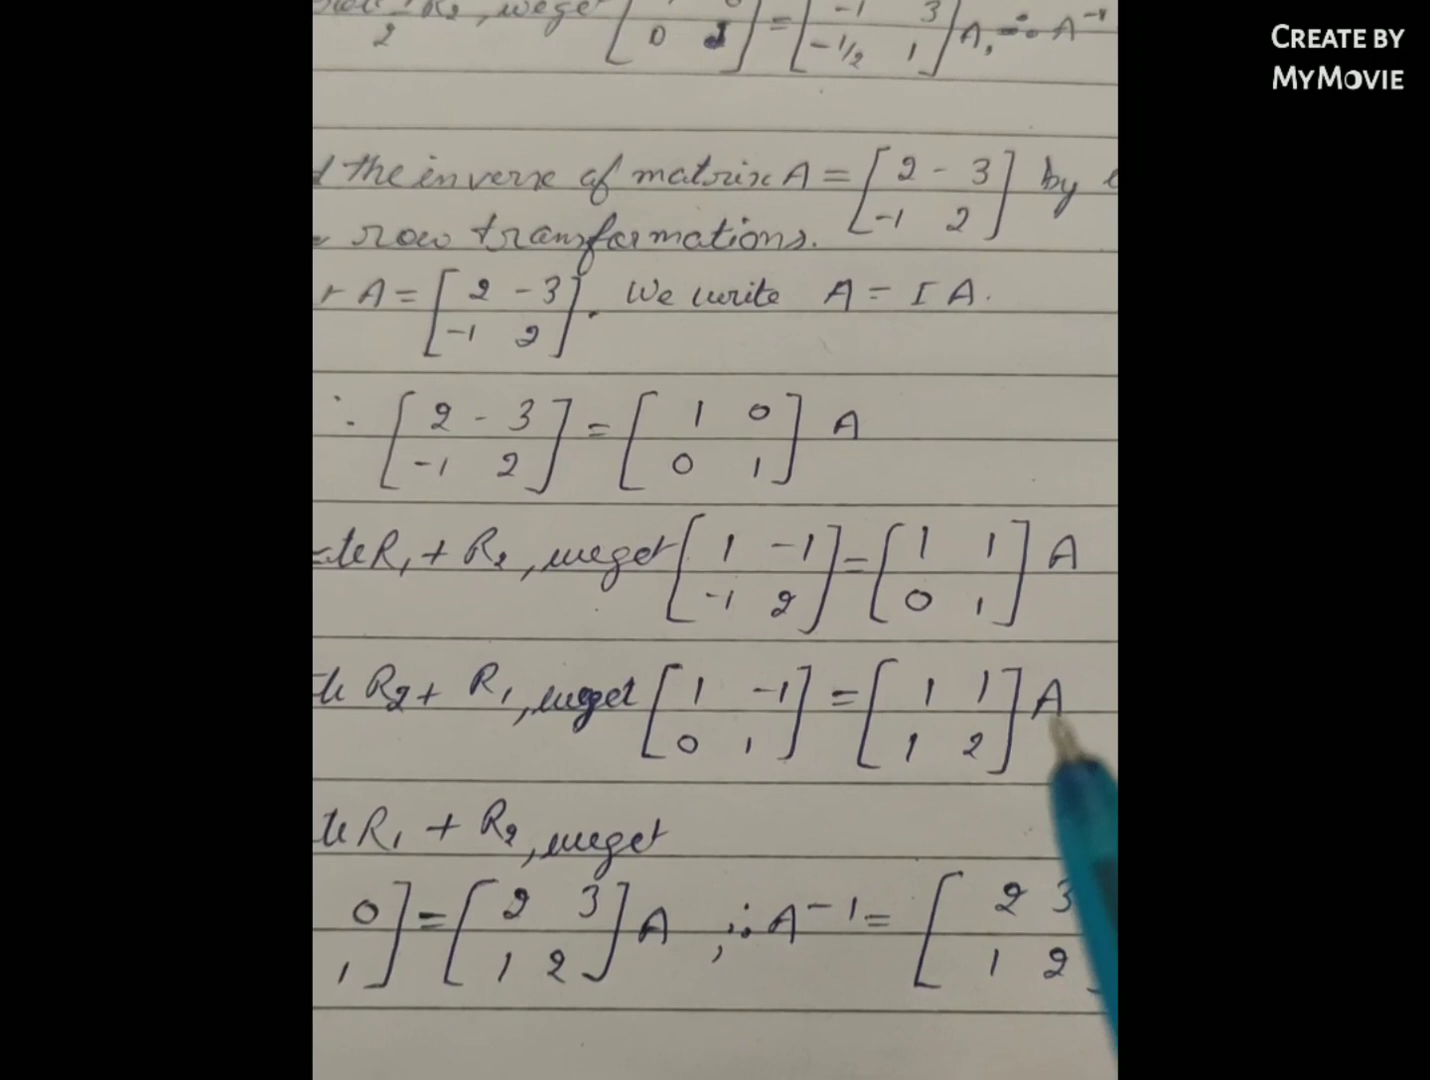 R2, we get [ ] = [-1 3] A, ∴ A⁻¹
2 0 1 -1/2 1
the inverse of matrix A = [2 -3] by
-1 2
row transformations.
A = [2 -3]. We write A = I A.
-1 2
∴ [2 -3] = [1 0] A
-1 2 0 1
R1 + R2, we get [1 -1] = [1 1] A
-1 2 0 1
R2 + R1, we get [1 -1] = [1 1] A
0 1 1 2
R1 + R2, we get
0] = [2 3] A, ∴ A⁻¹ = [2 3
1 1 2 1 2
CREATE BY
MYMOVIE